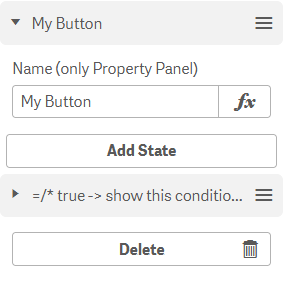 My Button
Name (only Property Panel)
My Button fx
Add State
=/* true -> show this conditio...
Delete